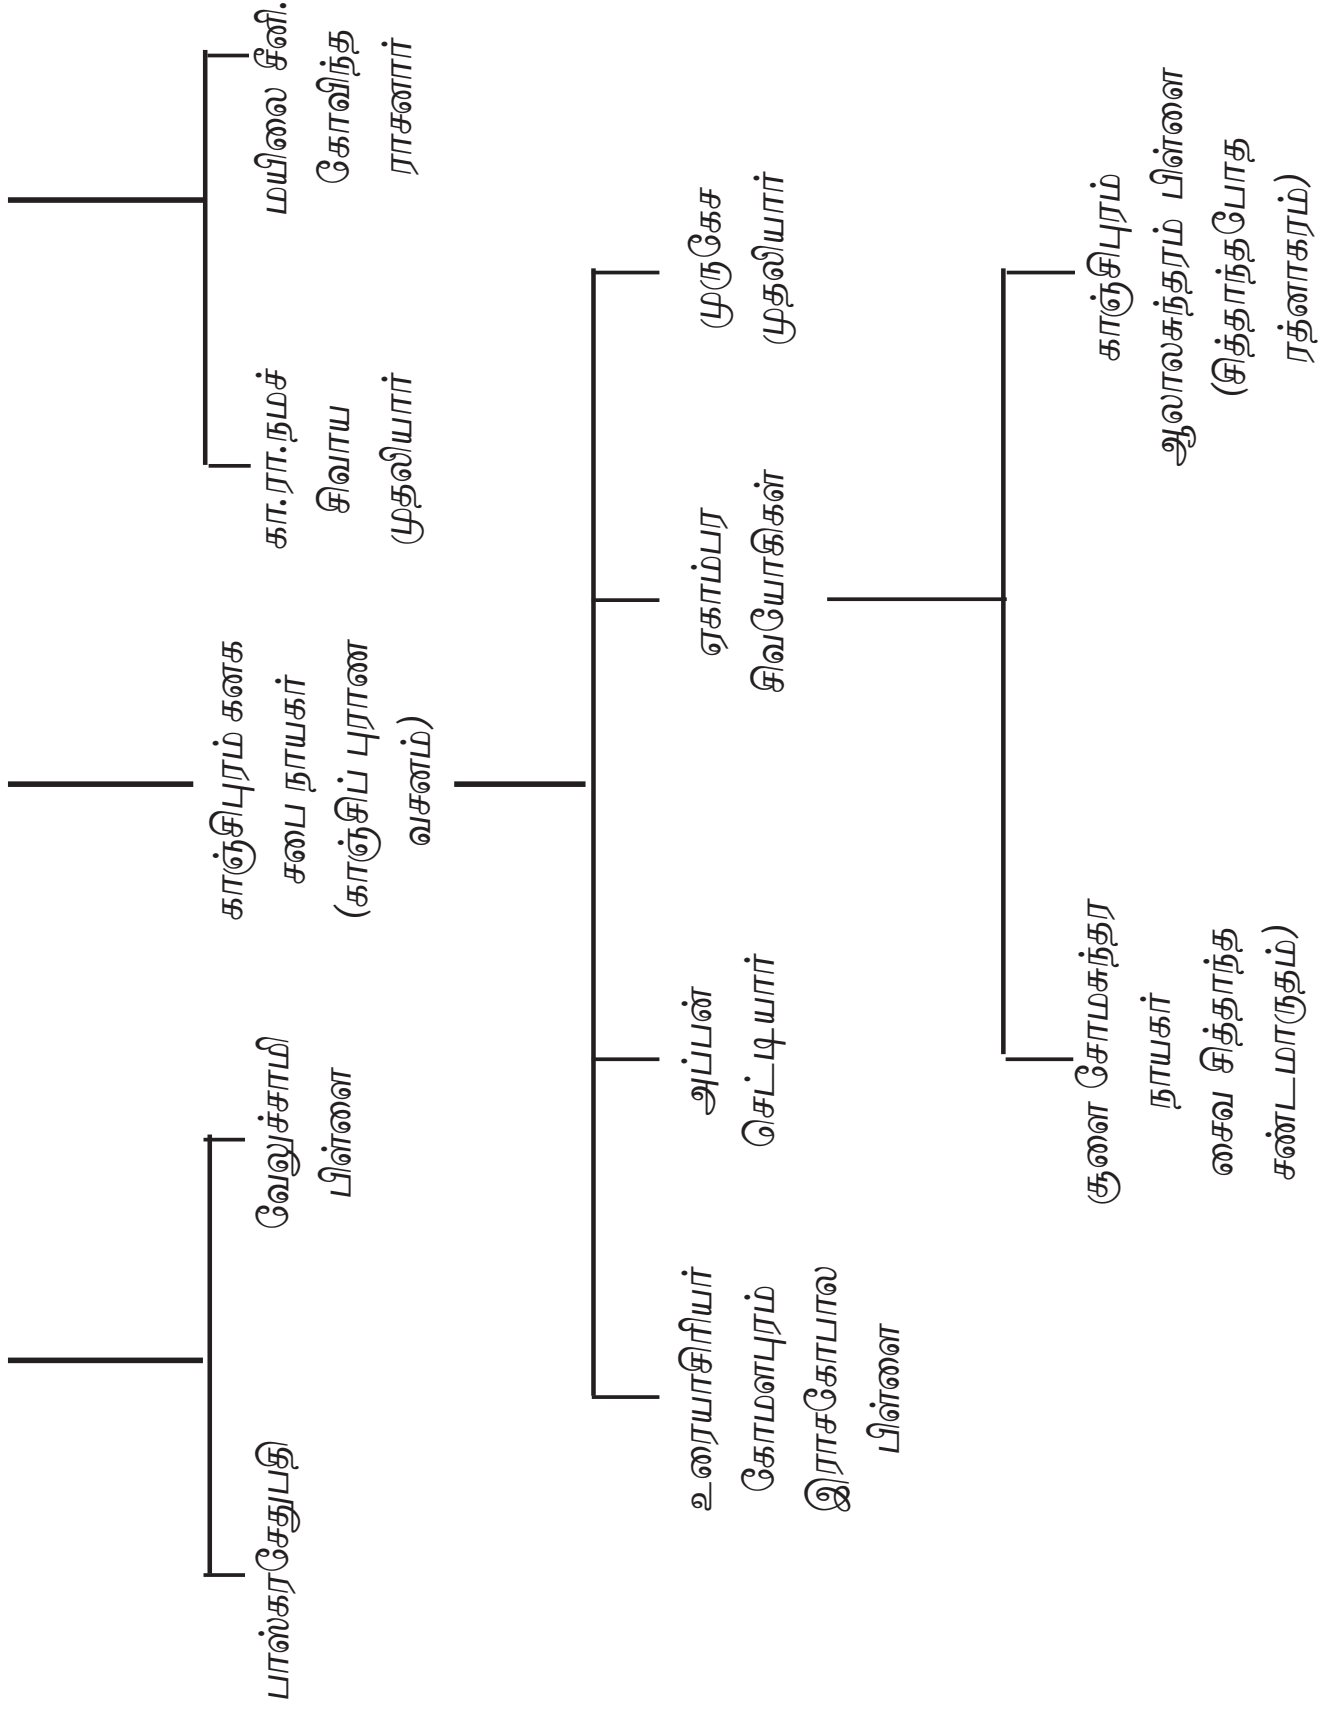 பாஸ்கரசேதுபதி
வேலுச்சாமி
பிள்ளை
காஞ்சிபுரம் கனக
சபை நாயகர்
(காஞ்சிப் புராண
வசனம்)
கா.ரா.நமச்
சிவாய
முதலியார்
மயிலை சீனி.
கோவிந்த
ராசனார்
உரையாசிரியர்
கோமளபுரம்
இராசகோபால
பிள்ளை
அப்பன்
செட்டியார்
ஏகாம்பர
சிவயோகிகள்
முருகேச
முதலியார்
சூளை சோமசுந்தர
நாயகர்
சைவ சித்தாந்த
சண்டமாருதம்)
காஞ்சிபுரம்
ஆலாலசுந்தரம் பிள்ளை
(சித்தாந்தபோத
ரத்னாகரம்)